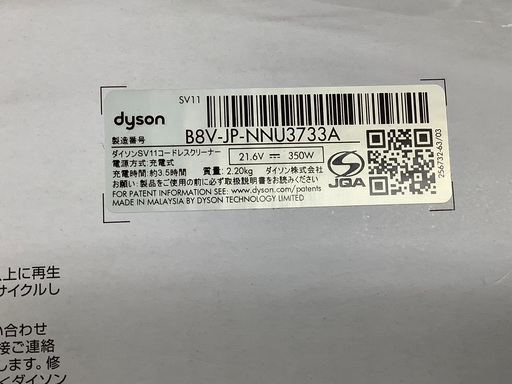 SV11
dyson
製造番号
B8V-JP-NNU3733A
ダイソンSV11コードレスクリーナー
電源方式:充電式
21.6V ⎓ 350W
充電時間:約3.5時間 質量:2.20kg ダイソン株式会社
お願い:製品をご使用の前に必ず取扱説明書をお読みください
FOR PATENT INFORMATION SEE: www.dyson.com/patents
MADE IN MALAYSIA BY DYSON TECHNOLOGY LIMITED
JQA
256732-63/03
以上に再生
サイクルし
い合わせ
接ご連絡
します。修
くダイソン